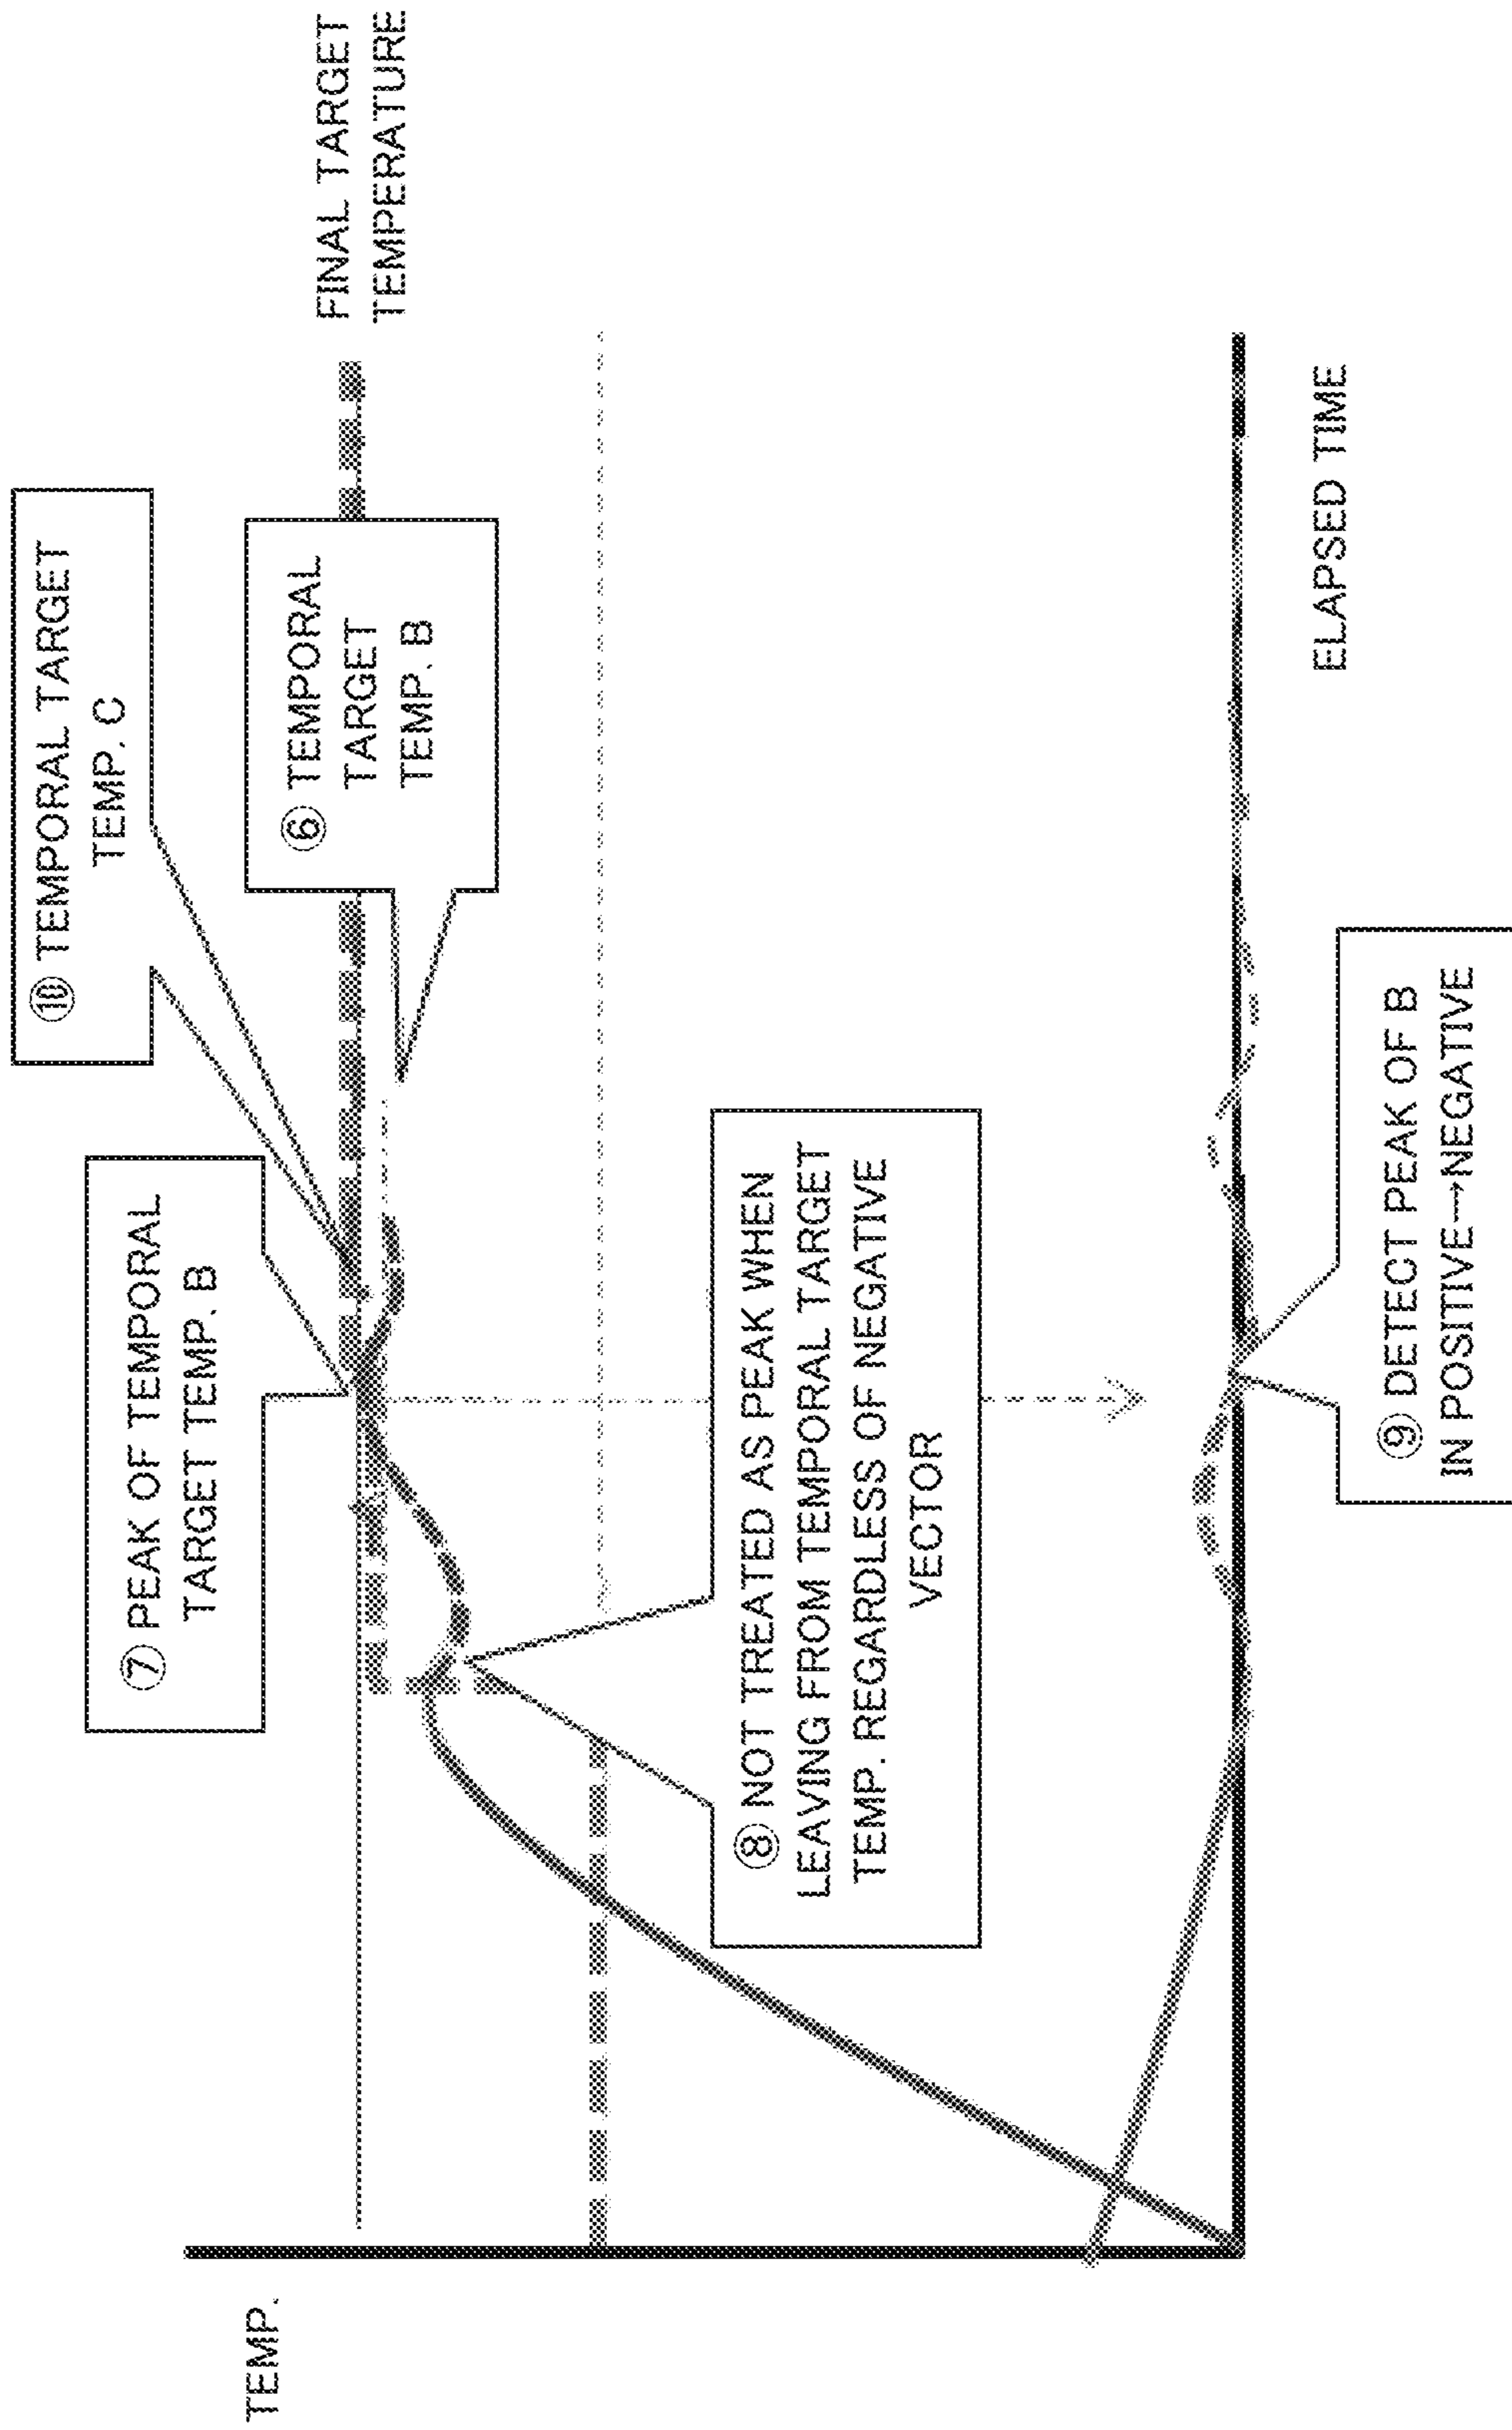 TEMP.
⑦ PEAK OF TEMPORAL
TARGET TEMP. B
⑩ TEMPORAL TARGET
TEMP. C
FINAL TARGET
TEMPERATURE
⑥ TEMPORAL
TARGET
TEMP. B
⑧ NOT TREATED AS PEAK WHEN
LEAVING FROM TEMPORAL TARGET
TEMP. REGARDLESS OF NEGATIVE
VECTOR
ELAPSED TIME
⑨ DETECT PEAK OF B
IN POSITIVE→NEGATIVE